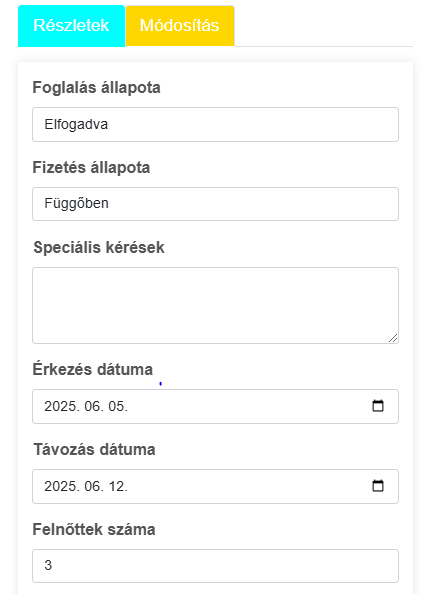 Részletek Módosítás
Foglalás állapota
Elfogadva
Fizetés állapota
Függőben
Speciális kérések
Érkezés dátuma
2025. 06. 05.
Távozás dátuma
2025. 06. 12.
Felnőttek száma
3